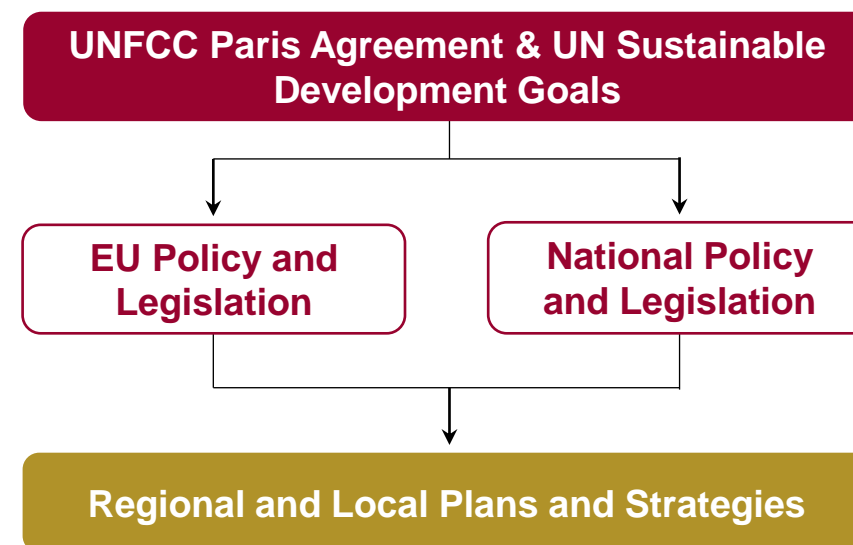 UNFCC Paris Agreement & UN Sustainable
Development Goals
EU Policy and
Legislation
National Policy
and Legislation
Regional and Local Plans and Strategies